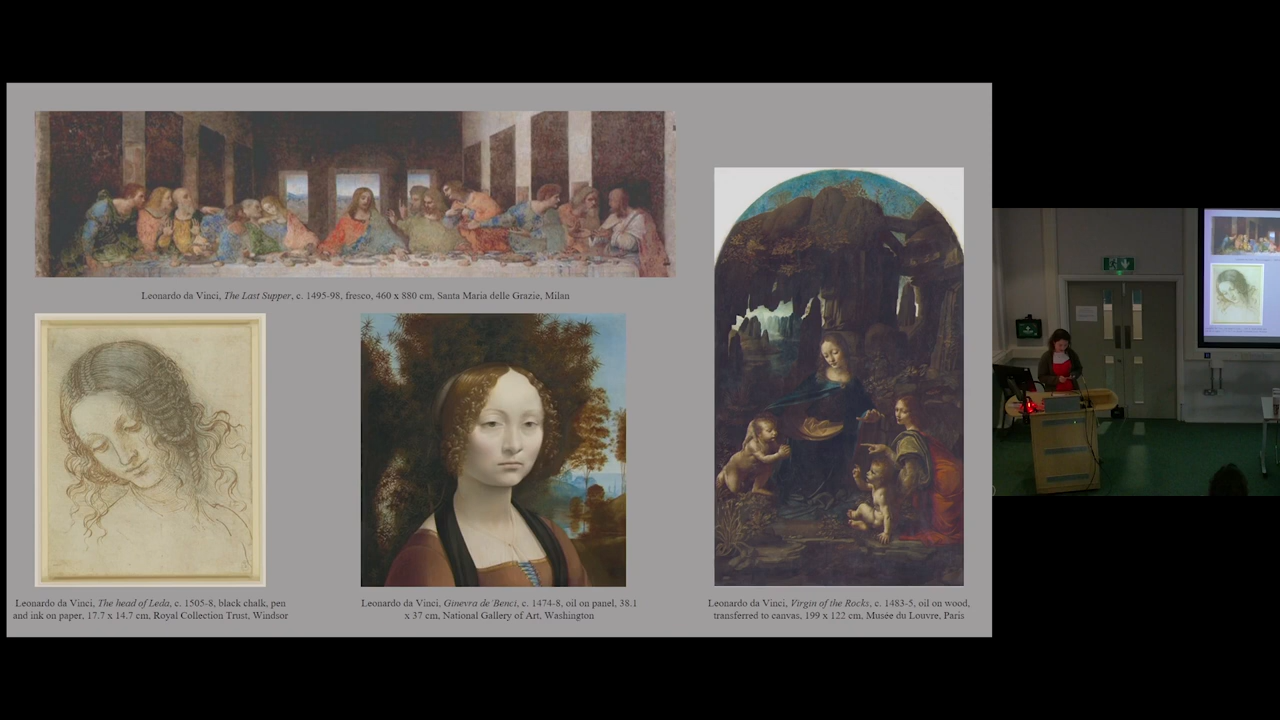 Leonardo da Vinci, The Last Supper, c. 1495-98, fresco, 460 x 880 cm, Santa Maria delle Grazie, Milan
Leonardo da Vinci, The head of Leda, c. 1505-8, black chalk, pen
and ink on paper, 17.7 x 14.7 cm, Royal Collection Trust, Windsor
Leonardo da Vinci, Ginevra de'Benci, c. 1474-8, oil on panel, 38.1
x 37 cm, National Gallery of Art, Washington
Leonardo da Vinci, Virgin of the Rocks, c. 1483-5, oil on wood,
transferred to canvas, 199 x 122 cm, Musée du Louvre, Paris